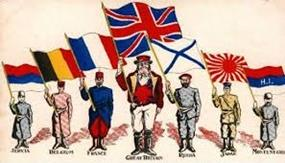 SERVIA
BELGIUM
FRANCE
GREAT BRITAIN
RUSSIA
JAPAN
MONTENEGRO
H.I.